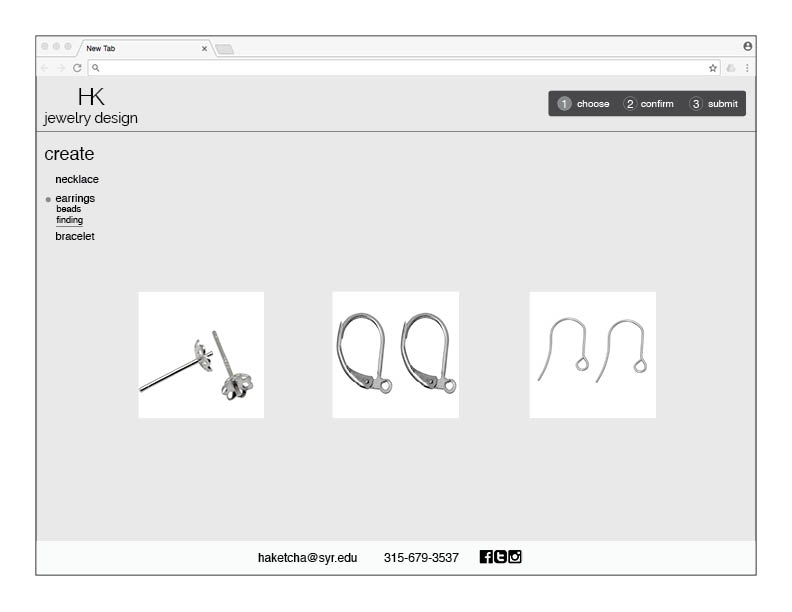 New Tab
HK
jewelry design
1 choose 2 confirm 3 submit
create
necklace
earrings
beads
finding
bracelet
haketcha@syr.edu 315-679-3537